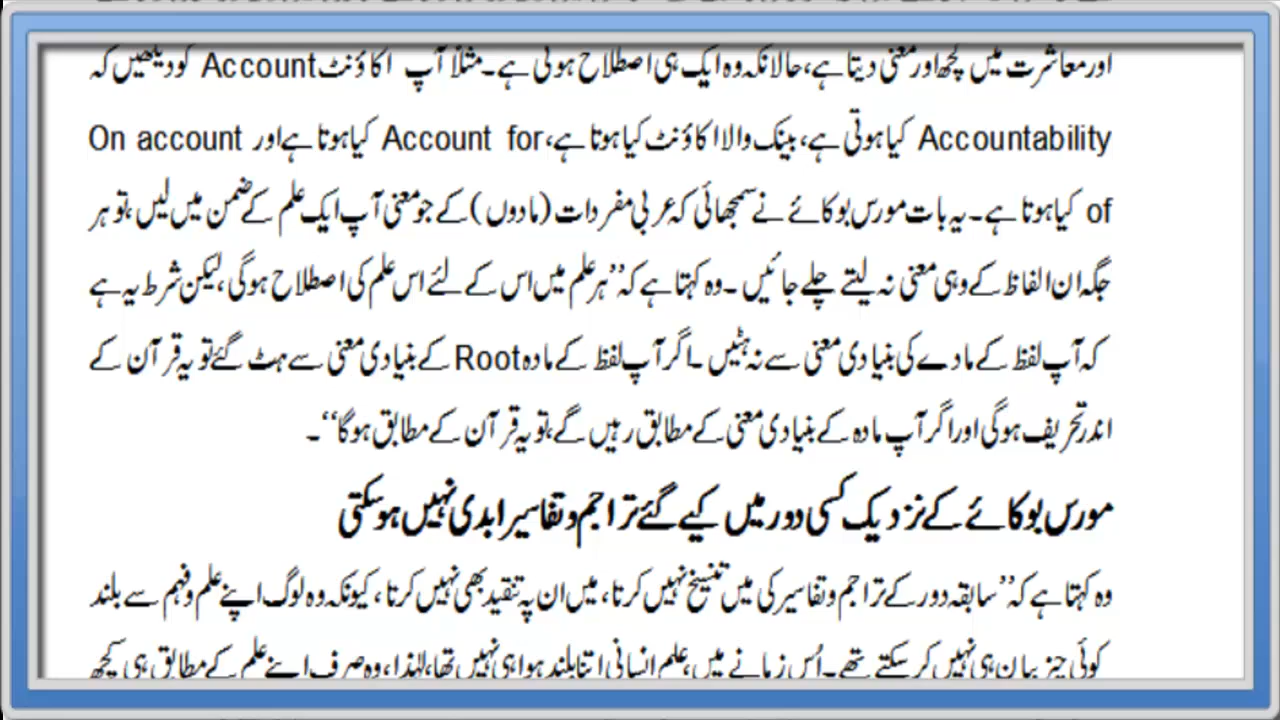 اور معاشرت میں کچھ اور معنی دیتا ہے، حالانکہ وہ ایک ہی اصطلاح ہوتی ہے۔ مثلاً آپ اکاؤنٹ Account کو دیکھیں کہ
Accountability کیا ہوتی ہے، بینک والا اکاؤنٹ کیا ہوتا ہے، Account for کیا ہوتا ہے اور On account
of کیا ہوتا ہے۔ یہ بات مورس بوکائے نے سمجھائی کہ عربی مفردات (مادوں) کے جو معنی آپ ایک علم کے ضمن میں لیں، تو ہر
جگہ ان الفاظ کے وہی معنی نہ لیتے چلے جائیں۔ وہ کہتا ہے کہ ’’ہر علم میں اس کے لئے اس علم کی اصطلاح ہوگی، لیکن شرط یہ ہے
کہ آپ لفظ کے مادے کی بنیادی معنی سے نہ ہٹیں۔ اگر آپ لفظ کے مادہ Root کے بنیادی معنی سے ہٹ گئے تو یہ قرآن کے
اندر تحریف ہوگی اور اگر آپ مادہ کے بنیادی معنی کے مطابق رہیں گے، تو یہ قرآن کے مطابق ہوگا‘‘۔
مورس بوکائے کے نزدیک کسی دور میں کیے گئے تراجم و تفاسیر ابدی نہیں ہوسکتی
وہ کہتا ہے کہ ’’سابقہ دور کے تراجم و تفاسیر کی میں تنسیخ نہیں کرتا، میں ان پہ تنقید بھی نہیں کرتا، کیونکہ وہ لوگ اپنے علم و فہم سے بلند
کوئی چیز بیان ہی نہیں کر سکتے تھے۔ اُس زمانے میں، علم انسانی اتنا بلند ہوا ہی نہیں تھا، لہٰذا، وہ صرف اپنے علم کے مطابق ہی کچھ